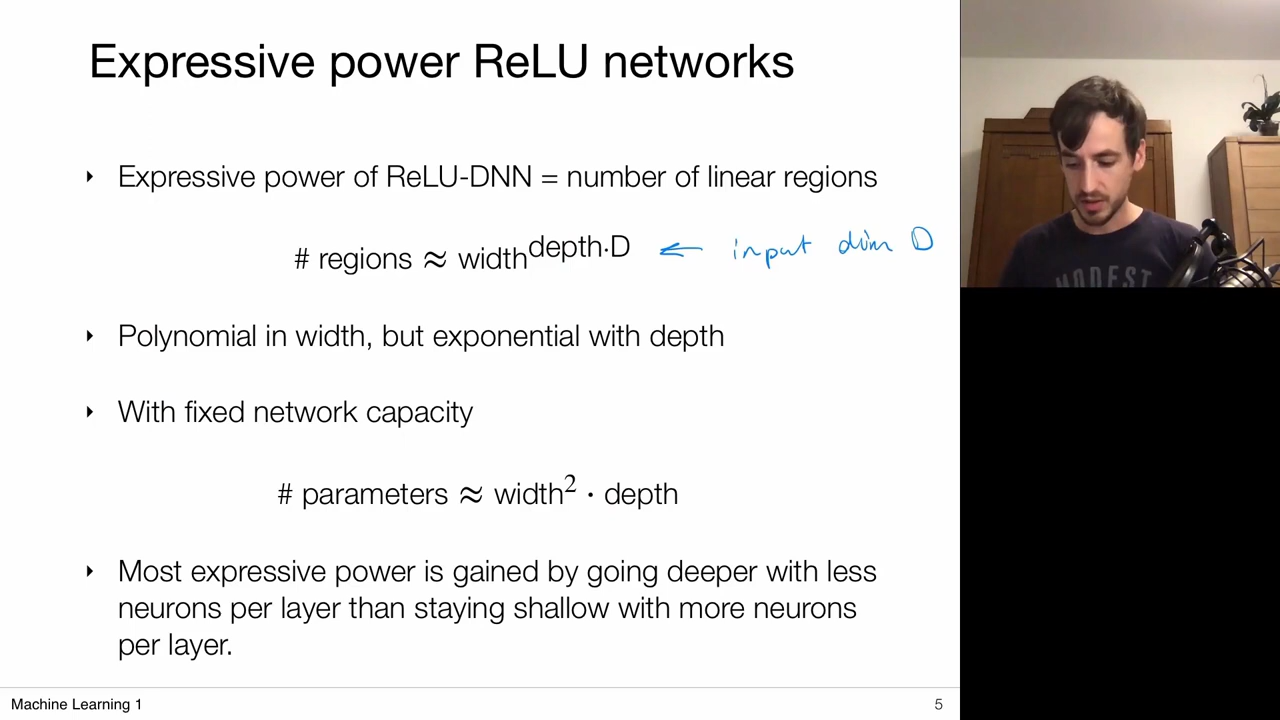 Expressive power ReLU networks
‣ Expressive power of ReLU-DNN = number of linear regions
# regions ≈ width^depth·D ← input dim D
‣ Polynomial in width, but exponential with depth
‣ With fixed network capacity
# parameters ≈ width² · depth
‣ Most expressive power is gained by going deeper with less
neurons per layer than staying shallow with more neurons
per layer.
MODEST
Machine Learning 1
5